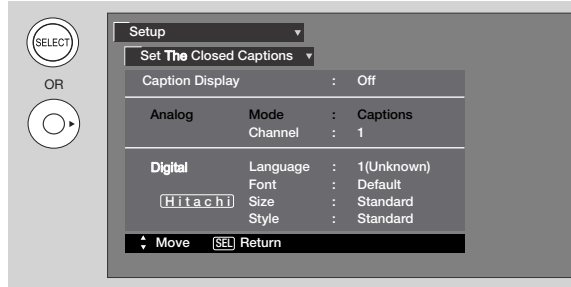 SELECT
OR
Setup
Set The Closed Captions
Caption Display : Off
Analog Mode : Captions
Channel : 1
Digital Language : 1(Unknown)
Font : Default
Hitachi Size : Standard
Style : Standard
Move SEL Return